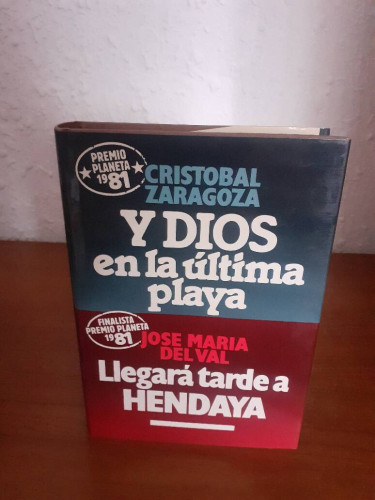 PREMIO
PLANETA
1981
CRISTOBAL
ZARAGOZA
Y DIOS
en la última
playa
FINALISTA
PREMIO PLANETA
1981
JOSE MARIA
DEL VAL
Llegará tarde a
HENDAYA